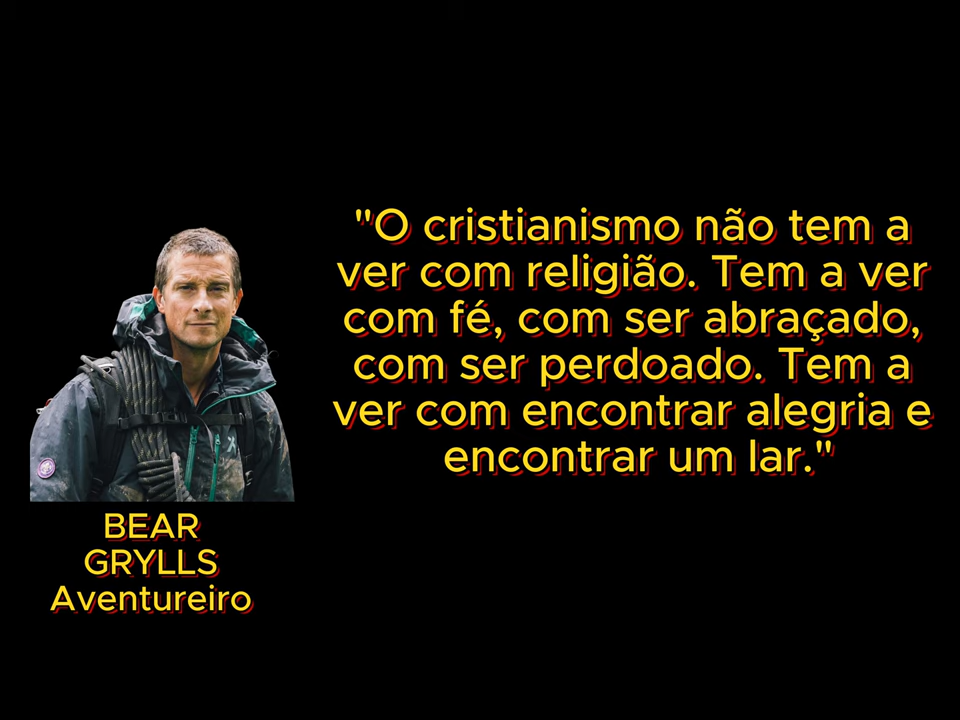 "O cristianismo não tem a
ver com religião. Tem a ver
com fé, com ser abraçado,
com ser perdoado. Tem a
ver com encontrar alegria e
encontrar um lar."
BEAR
GRYLLS
Aventureiro